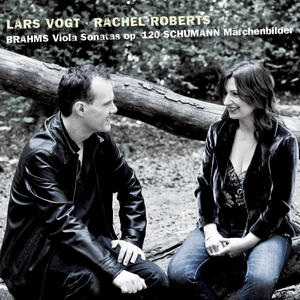 LARS VOGT · RACHEL ROBERTS
BRAHMS Viola Sonatas op. 120 SCHUMANN Märchenbilder